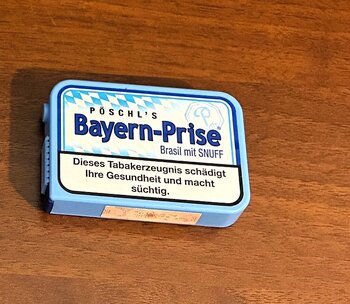 PÖSCHL'S
Bayern-Prise®
Brasil mit SNUFF
Dieses Tabakerzeugnis schädigt
Ihre Gesundheit und macht
süchtig.